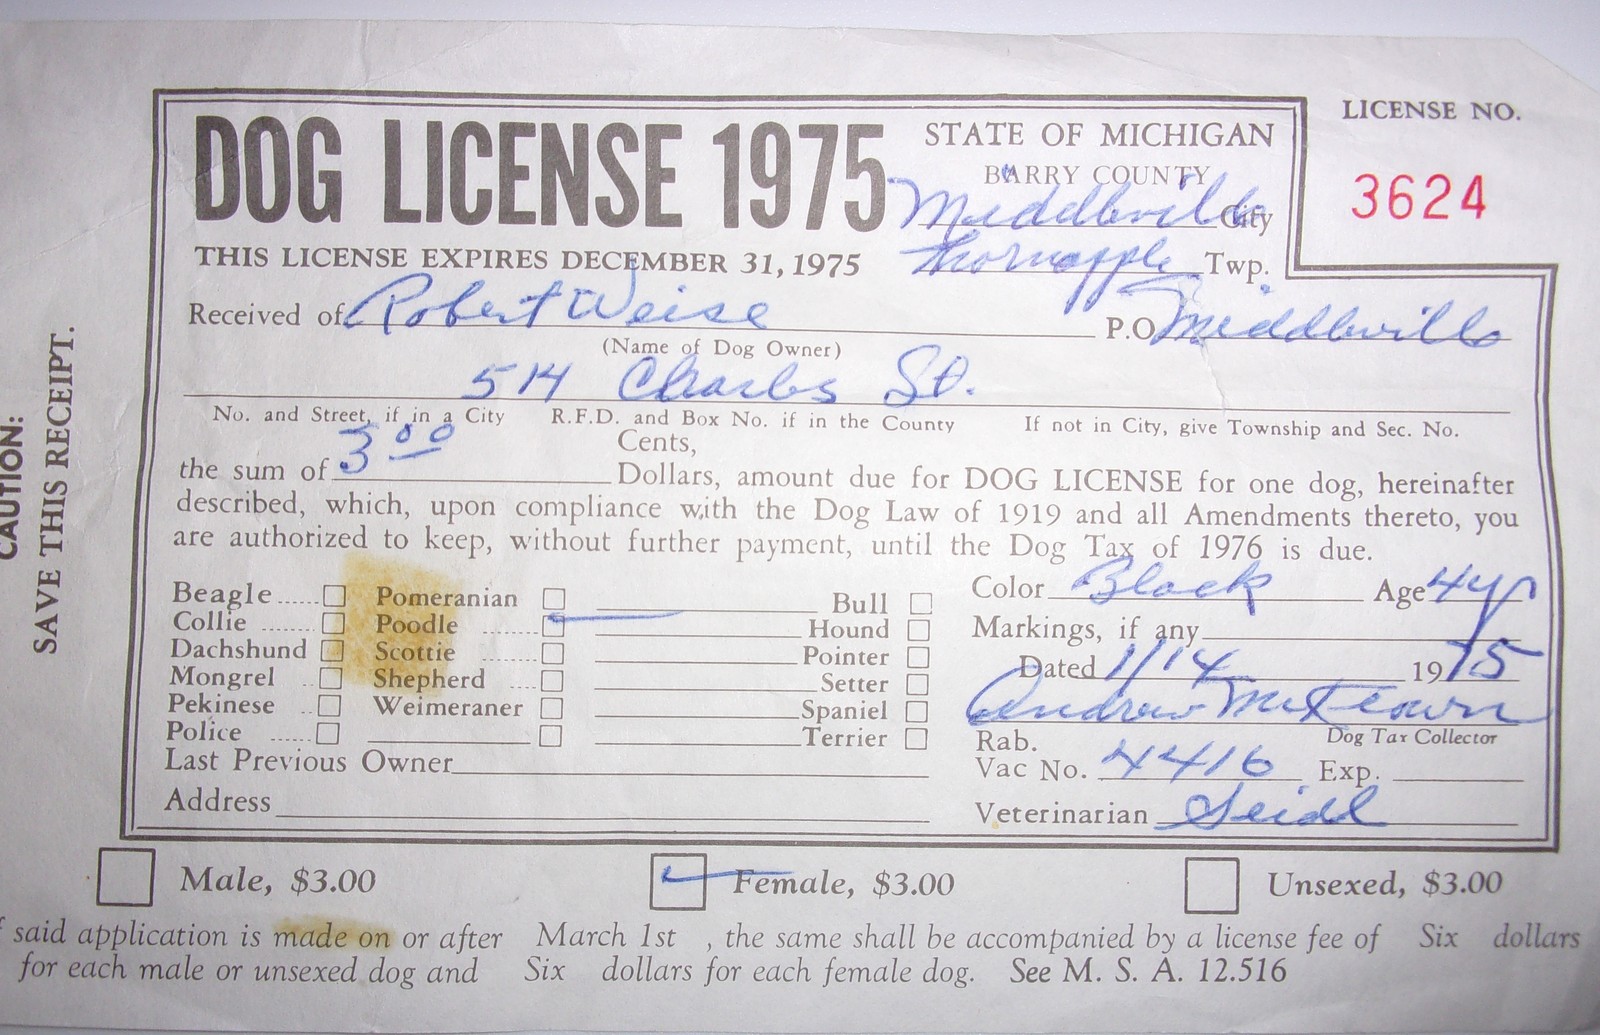 CAUTION:
SAVE THIS RECEIPT.
DOG LICENSE 1975
STATE OF MICHIGAN
BARRY COUNTY
Middleville City
Thornapple Twp.
LICENSE NO.
3624
THIS LICENSE EXPIRES DECEMBER 31, 1975
Received of Robert Weise P.O. Middleville
(Name of Dog Owner)
514 Charles St.
No. and Street, if in a City R.F.D. and Box No. if in the County If not in City, give Township and Sec. No.
Cents,
the sum of 3 00 Dollars, amount due for DOG LICENSE for one dog, hereinafter
described, which, upon compliance with the Dog Law of 1919 and all Amendments thereto, you
are authorized to keep, without further payment, until the Dog Tax of 1976 is due.
Beagle...... Pomeranian Bull
Collie ........ Poodle ........ Hound
Dachshund Scottie ........ Pointer
Mongrel .. Shepherd .... Setter
Pekinese .. Weimeraner Spaniel
Police ...... Terrier
Last Previous Owner
Address
Color Black Age 4 yr
Markings, if any
Dated 1/14 1975
Andrew McKeown
Dog Tax Collector
Rab.
Vac No. 4416 Exp.
Veterinarian Seidl
Male, $3.00 Female, $3.00 Unsexed, $3.00
said application is made on or after March 1st , the same shall be accompanied by a license fee of Six dollars
for each male or unsexed dog and Six dollars for each female dog. See M. S. A. 12.516